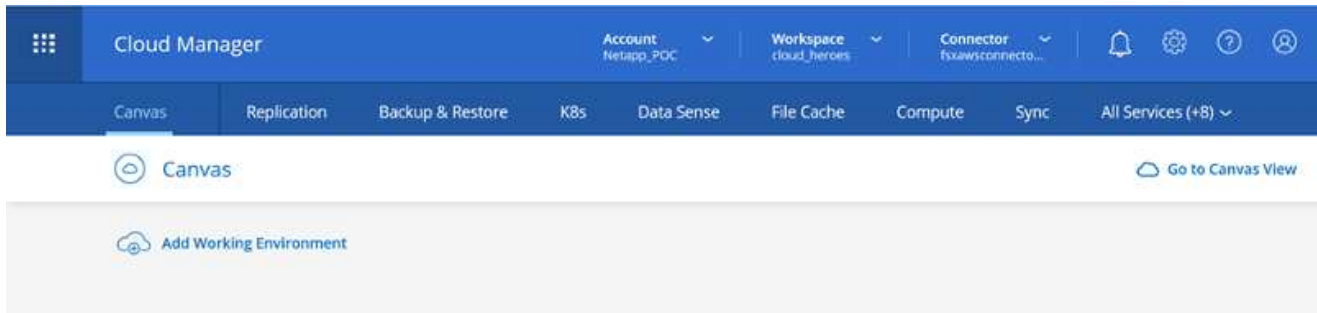 Cloud Manager
Account
Netapp_POC
Workspace
cloud_heroes
Connector
fsxawsconnecto...
Canvas Replication Backup & Restore K8s Data Sense File Cache Compute Sync All Services (+8)
Canvas
Go to Canvas View
Add Working Environment